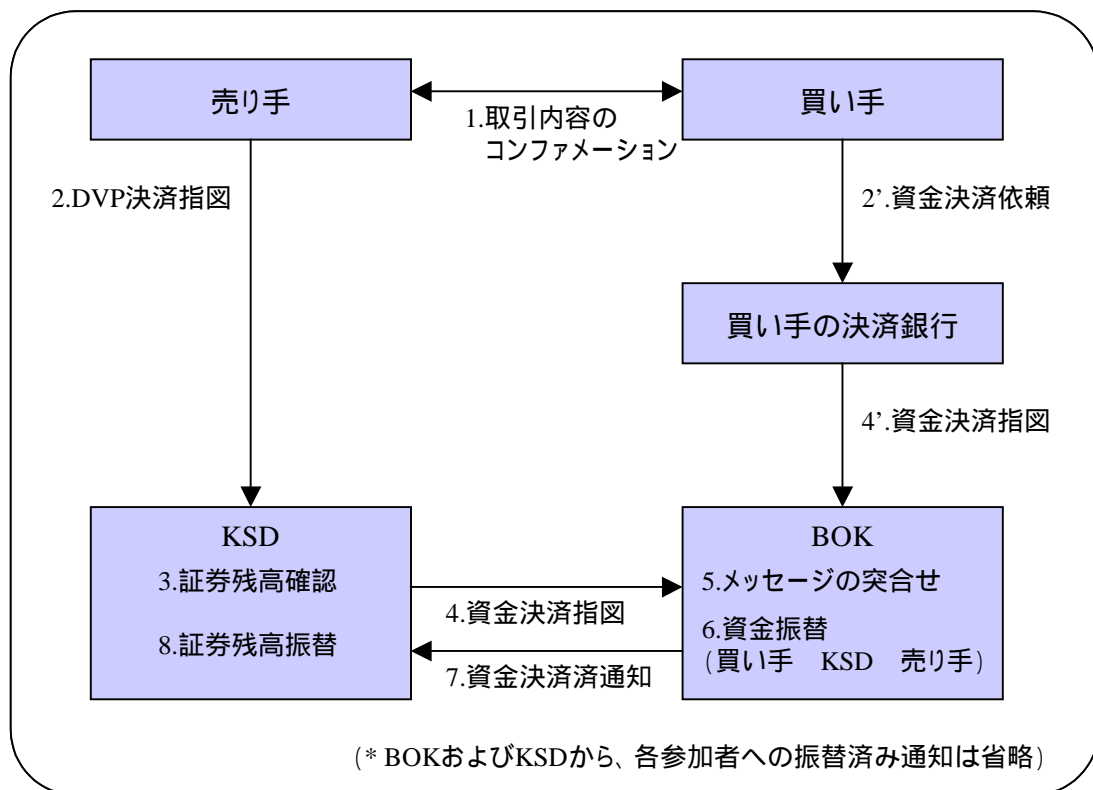 売り手
買い手
1.取引内容の
コンファメーション
2.DVP決済指図
2'.資金決済依頼
買い手の決済銀行
4'.資金決済指図
KSD
3.証券残高確認
8.証券残高振替
4.資金決済指図
7.資金決済済通知
BOK
5.メッセージの突合せ
6.資金振替
(買い手 KSD 売り手)
(* BOKおよびKSDから、各参加者への振替済み通知は省略)